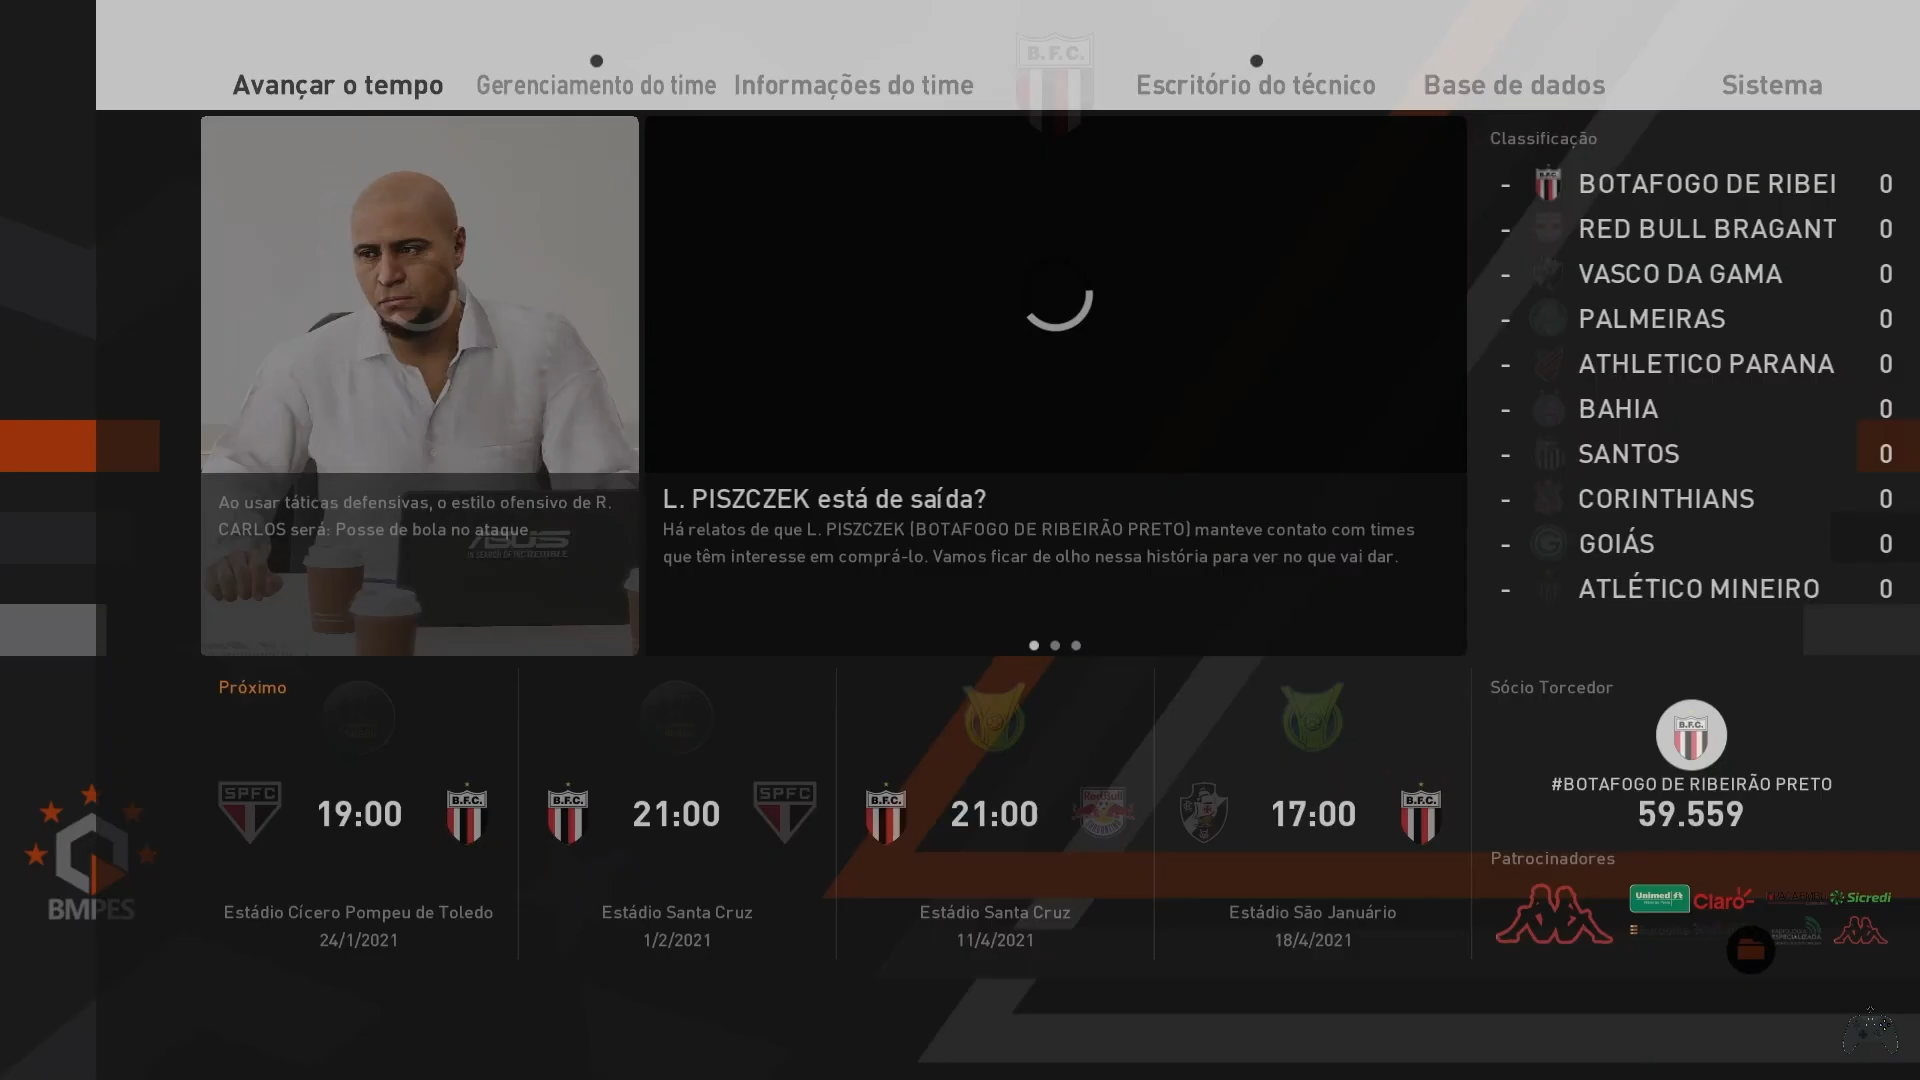 B.F.C.
Avançar o tempo
Gerenciamento do time
Informações do time
Escritório do técnico
Base de dados
Sistema
Ao usar táticas defensivas, o estilo ofensivo de R.
CARLOS será: Posse de bola no ataque
ASUS
IN SEARCH OF INCREDIBLE
L. PISZCZEK está de saída?
Há relatos de que L. PISZCZEK (BOTAFOGO DE RIBEIRÃO PRETO) manteve contato com times
que têm interesse em comprá-lo. Vamos ficar de olho nessa história para ver no que vai dar.
Classificação
- BOTAFOGO DE RIBEI 0
- RED BULL BRAGANT 0
- VASCO DA GAMA 0
- PALMEIRAS 0
- ATHLETICO PARANA 0
- BAHIA 0
- SANTOS 0
- CORINTHIANS 0
- GOIÁS 0
- ATLÉTICO MINEIRO 0
Próximo
SPFC 19:00 B.F.C.
Estádio Cícero Pompeu de Toledo
24/1/2021
B.F.C. 21:00 SPFC
Estádio Santa Cruz
1/2/2021
B.F.C. 21:00 RedBull
Estádio Santa Cruz
11/4/2021
17:00 B.F.C.
Estádio São Januário
18/4/2021
Sócio Torcedor
B.F.C.
#BOTAFOGO DE RIBEIRÃO PRETO
59.559
Patrocinadores
Unimed
Claro
Sicredi
BMPES